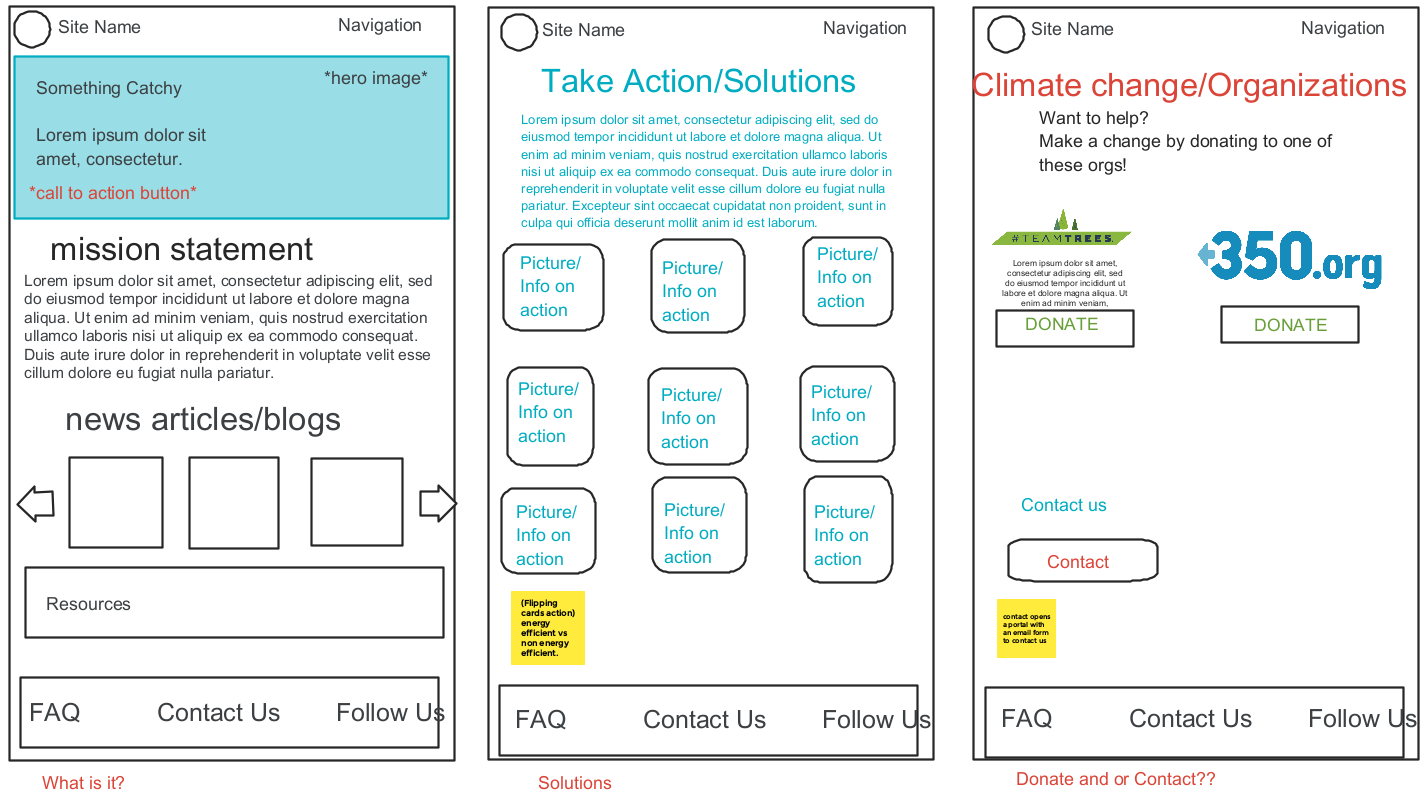 Site Name
Navigation
Something Catchy
*hero image*
Lorem ipsum dolor sit
amet, consectetur.
*call to action button*
mission statement
Lorem ipsum dolor sit amet, consectetur adipiscing elit, sed
do eiusmod tempor incididunt ut labore et dolore magna
aliqua. Ut enim ad minim veniam, quis nostrud exercitation
ullamco laboris nisi ut aliquip ex ea commodo consequat.
Duis aute irure dolor in reprehenderit in voluptate velit esse
cillum dolore eu fugiat nulla pariatur.
news articles/blogs
Resources
FAQ
Contact Us
Follow Us
What is it?
Site Name
Navigation
Take Action/Solutions
Lorem ipsum dolor sit amet, consectetur adipiscing elit, sed do
eiusmod tempor incididunt ut labore et dolore magna aliqua. Ut
enim ad minim veniam, quis nostrud exercitation ullamco laboris
nisi ut aliquip ex ea commodo consequat. Duis aute irure dolor in
reprehenderit in voluptate velit esse cillum dolore eu fugiat nulla
pariatur. Excepteur sint occaecat cupidatat non proident, sunt in
culpa qui officia deserunt mollit anim id est laborum.
Picture/
Info on
action
Picture/
Info on
action
Picture/
Info on
action
Picture/
Info on
action
Picture/
Info on
action
Picture/
Info on
action
Picture/
Info on
action
Picture/
Info on
action
Picture/
Info on
action
(Flipping
cards action)
energy
efficient vs
non energy
efficient.
FAQ
Contact Us
Follow Us
Solutions
Site Name
Navigation
Climate change/Organizations
Want to help?
Make a change by donating to one of
these orgs!
#TEAMTREES.
Lorem ipsum dolor sit amet,
consectetur adipiscing elit, sed
do eiusmod tempor incididunt ut
labore et dolore magna aliqua. Ut
enim ad minim veniam,
DONATE
350.org
DONATE
Contact us
Contact
contact opens
a portal with
an email form
to contact us
FAQ
Contact Us
Follow Us
Donate and or Contact??